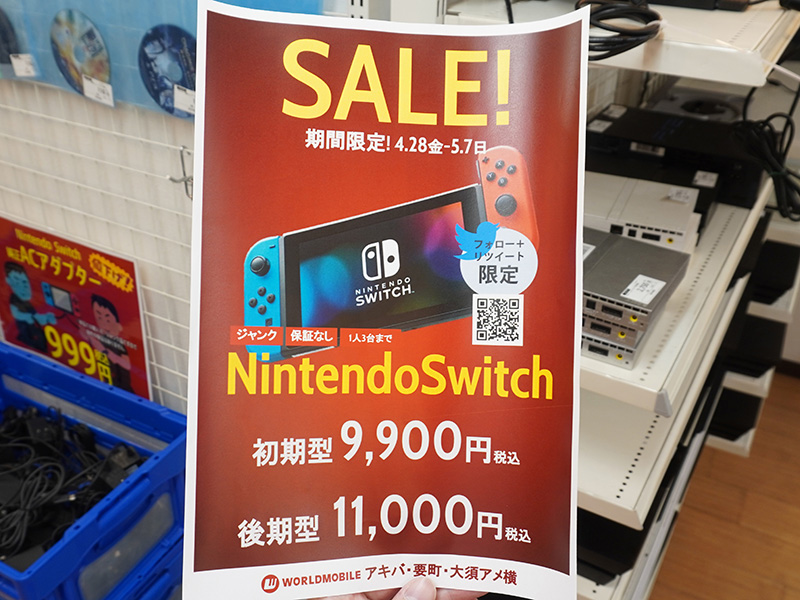 SALE!
期間限定! 4.28金-5.7日
フォロー+
リツイート
限定
NINTENDO
SWITCH
ジャンク 保証なし 1人3台まで
NintendoSwitch
初期型 9,900円税込
後期型 11,000円税込
WORLDMOBILE アキバ・要町・大須アメ横
Nintendo Switch
ACアダプター
999円
税込